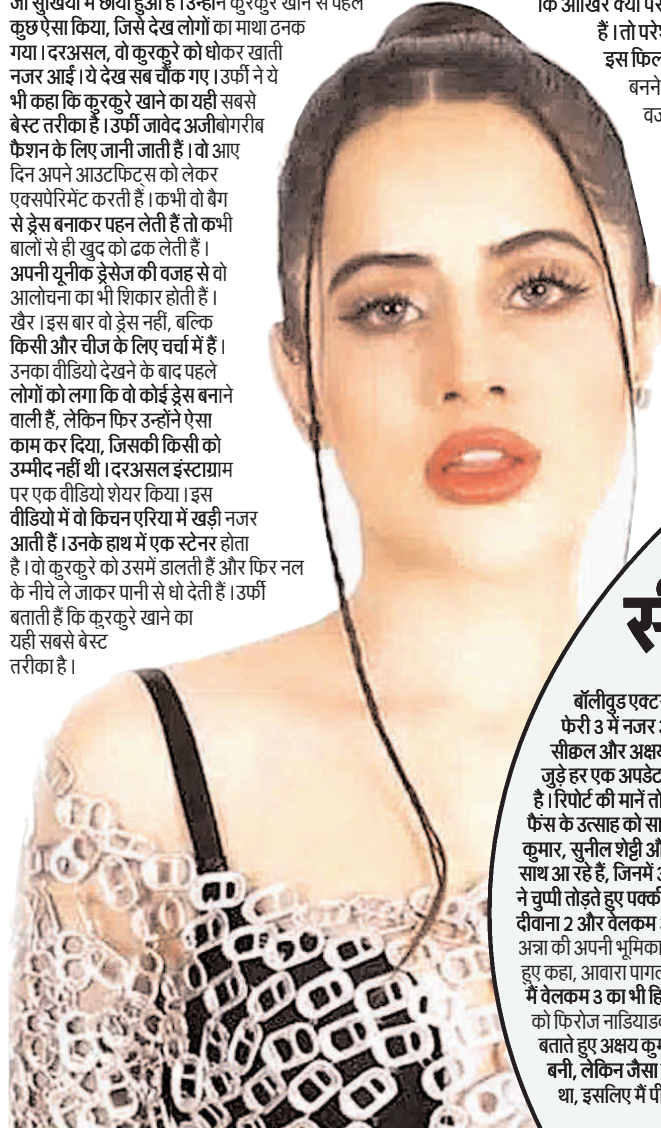 जो सुर्खियों में छाया हुआ है। उन्होंने कुरकुरे खाने से पहले
कुछ ऐसा किया, जिसे देख लोगों का माथा ठनक
गया। दरअसल, वो कुरकुरे को धोकर खाती
नजर आईं। ये देख सब चौंक गए। उर्फी ने ये
भी कहा कि कुरकुरे खाने का यही सबसे
बेस्ट तरीका है। उर्फी जावेद अजीबोगरीब
फैशन के लिए जानी जाती हैं। वो आए
दिन अपने आउटफिट्स को लेकर
एक्सपेरिमेंट करती हैं। कभी वो बैग
से ड्रेस बनाकर पहन लेती हैं तो कभी
बालों से ही खुद को ढक लेती हैं।
अपनी यूनीक ड्रेसेज की वजह से वो
आलोचना का भी शिकार होती हैं।
खैर। इस बार वो ड्रेस नहीं, बल्कि
किसी और चीज के लिए चर्चा में हैं।
उनका वीडियो देखने के बाद पहले
लोगों को लगा कि वो कोई ड्रेस बनाने
वाली हैं, लेकिन फिर उन्होंने ऐसा
काम कर दिया, जिसकी किसी को
उम्मीद नहीं थी। दरअसल इंस्टाग्राम
पर एक वीडियो शेयर किया। इस
वीडियो में वो किचन एरिया में खड़ी नजर
आती हैं। उनके हाथ में एक स्टेनर होता
है। वो कुरकुरे को उसमें डालती हैं और फिर नल
के नीचे ले जाकर पानी से धो देती हैं। उर्फी
बताती हैं कि कुरकुरे खाने का
यही सबसे बेस्ट
तरीका है।
कि आखिर क्या पर
हैं। तो परे
इस फिल
बनने
वज
बॉलीवुड एक्ट
फेरी 3 में नजर
सीक्वल और अक्षय
जुड़े हर एक अपडेट
है। रिपोर्ट की मानें तो
फैंस के उत्साह को सा
कुमार, सुनील शेट्टी औ
साथ आ रहे हैं, जिनमें
ने चुप्पी तोड़ते हुए पक्की
दीवाना 2 और वेलकम
अन्ना की अपनी भूमिका
हुए कहा, आवारा पागल
मैं वेलकम 3 का भी हि
को फिरोज नाडियाड
बताते हुए अक्षय कुम
बनी, लेकिन जैसा
था, इसलिए मैं पी